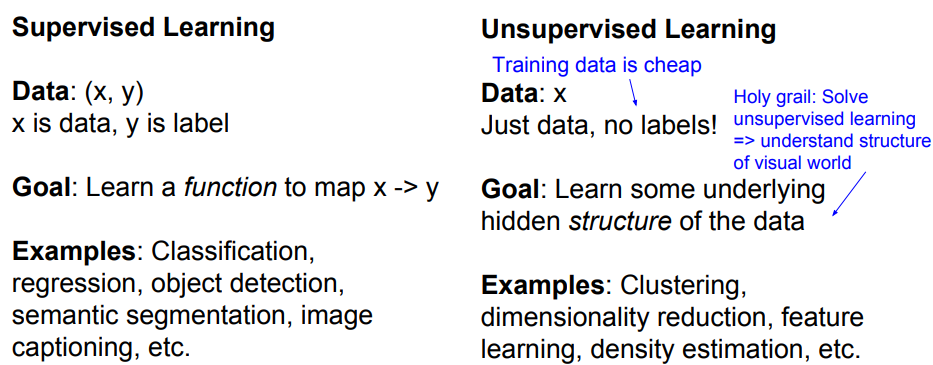 Supervised Learning
Data: (x, y)
x is data, y is label
Goal: Learn a function to map x -> y
Examples: Classification,
regression, object detection,
semantic segmentation, image
captioning, etc.
Unsupervised Learning
Training data is cheap
Data: x
Just data, no labels!
Holy grail: Solve
unsupervised learning
=> understand structure
of visual world
Goal: Learn some underlying
hidden structure of the data
Examples: Clustering,
dimensionality reduction, feature
learning, density estimation, etc.